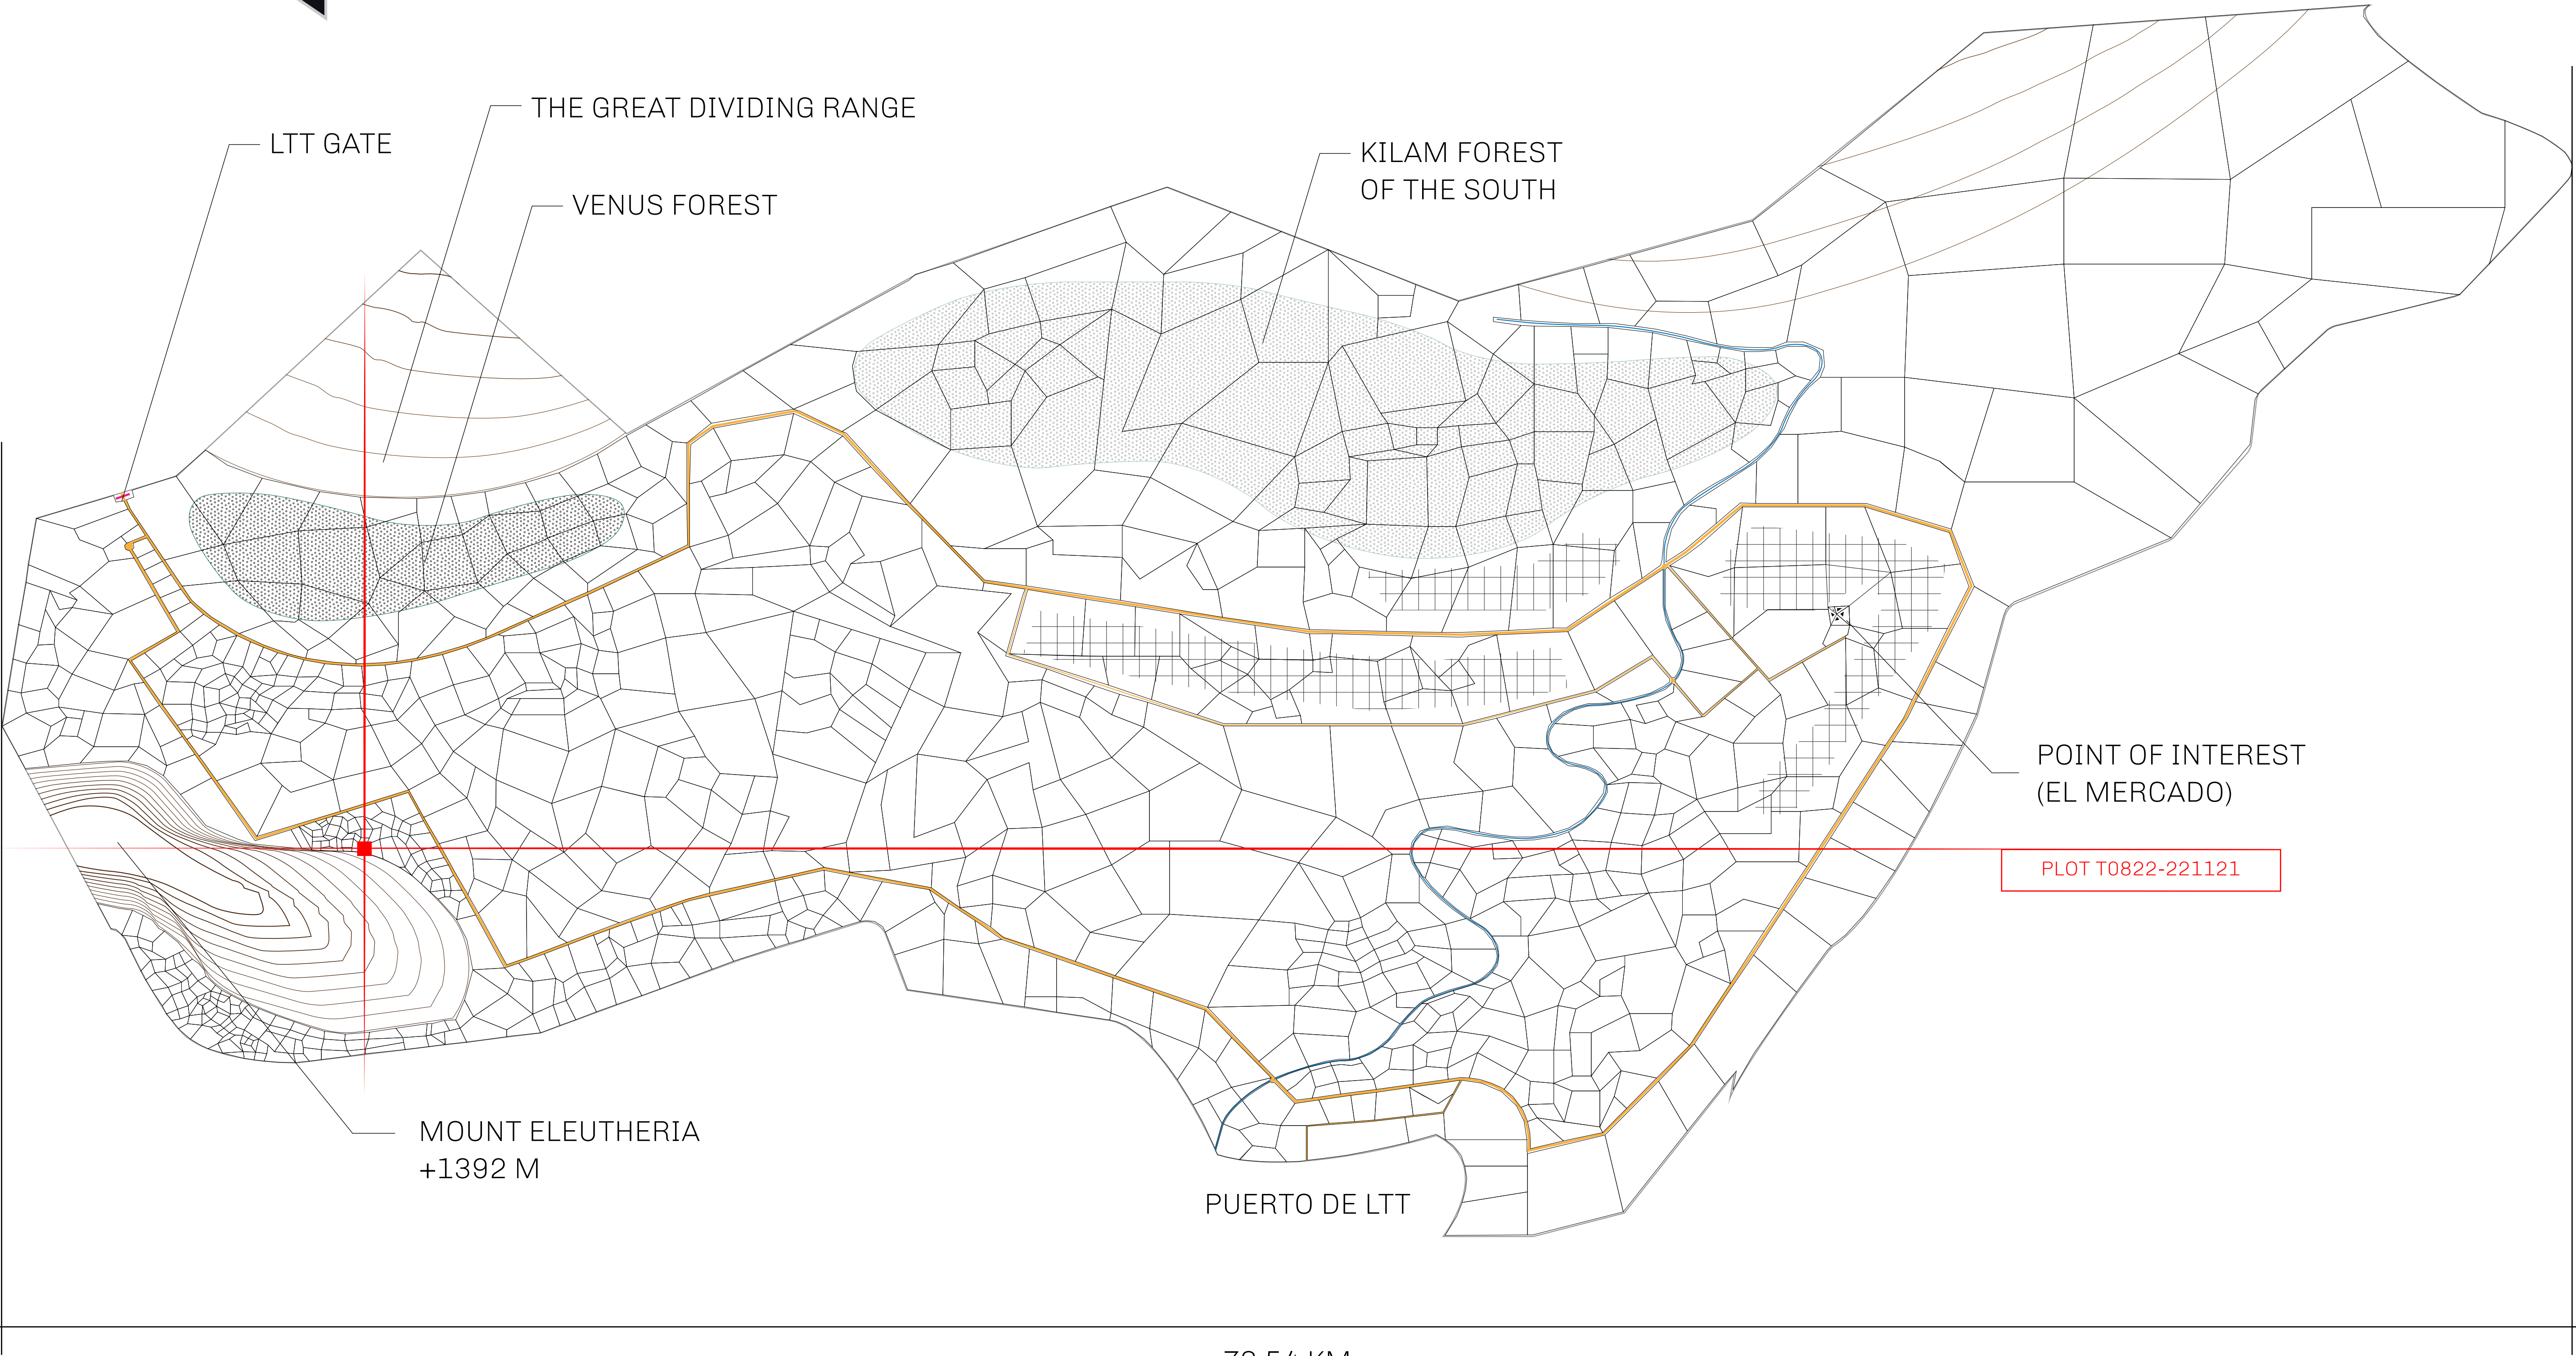 THE GREAT DIVIDING RANGE
LTT GATE
KILAM FOREST
OF THE SOUTH
VENUS FOREST
POINT OF INTEREST
(EL MERCADO)
PLOT T0822-221121
MOUNT ELEUTHERIA
+1392 M
PUERTO DE LTT
KM